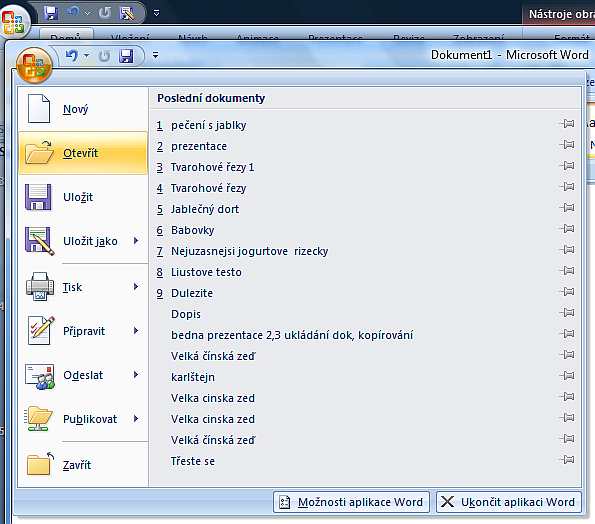 Nástroje obrá
Domů Vložení Návrh Animace Prezentace Revize Zobrazení Formát
Dokument1 - Microsoft Word
Poslední dokumenty
Nový
Otevřít
Uložit
Uložit jako
Tisk
Připravit
Odeslat
Publikovat
Zavřít
1 pečení s jablky
2 prezentace
3 Tvarohové řezy 1
4 Tvarohové řezy
5 Jablečný dort
6 Babovky
7 Nejuzasnejsi jogurtove rizecky
8 Liustove testo
9 Dulezite
Dopis
bedna prezentace 2,3 ukládání dok, kopírování
Velká čínská zeď
karlštejn
Velka cinska zed
Velka cinska zed
Velká čínská zeď
Třeste se
Možnosti aplikace Word
Ukončit aplikaci Word